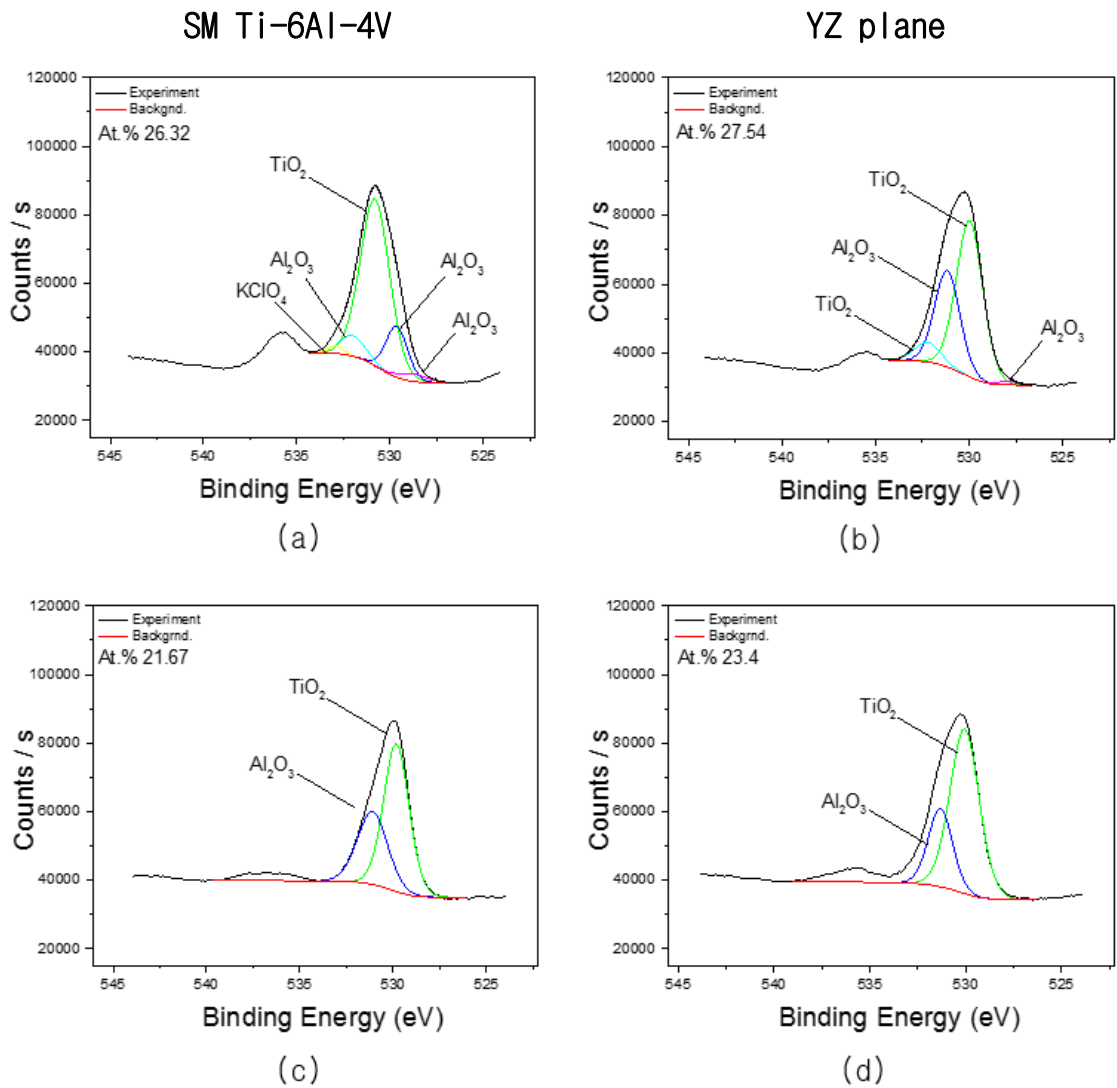 SM Ti-6Al-4V
YZ plane
120000
100000
80000
60000
40000
20000
Counts / s
Experiment
Backgnd.
At.% 26.32
TiO₂
Al₂O₃
KClO₄
Al₂O₃
Al₂O₃
545 540 535 530 525
Binding Energy (eV)
(a)
120000
100000
80000
60000
40000
20000
Counts / s
Experiment
Backgnd.
At.% 27.54
TiO₂
Al₂O₃
TiO₂
Al₂O₃
545 540 535 530 525
Binding Energy (eV)
(b)
120000
100000
80000
60000
40000
20000
Counts / s
Experiment
Backgrnd.
At.% 21.67
TiO₂
Al₂O₃
545 540 535 530 525
Binding Energy (eV)
(c)
120000
100000
80000
60000
40000
20000
Counts / s
Experiment
Backgrnd.
At.% 23.4
TiO₂
Al₂O₃
545 540 535 530 525
Binding Energy (eV)
(d)